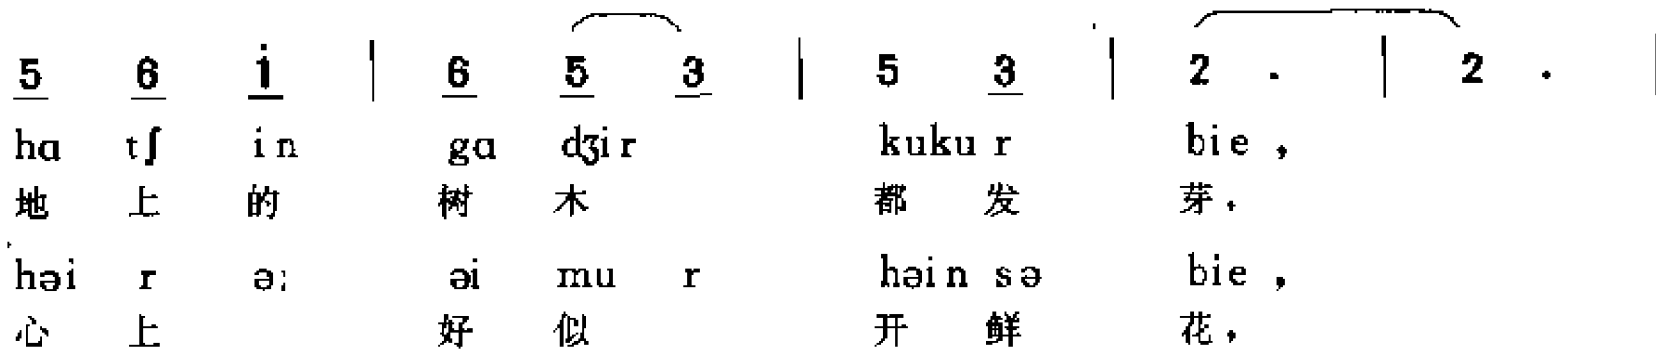 5 6 i̇ | 6 5 3 | 5 3 | 2 . | 2 . |
hɑ tʃ in gɑ dʒir kuku r bie ,
地 上 的 树 木 都 发 芽 .
həi r ə: əi mu r həin sə bie ,
心 上 好 似 开 鲜 花 ,